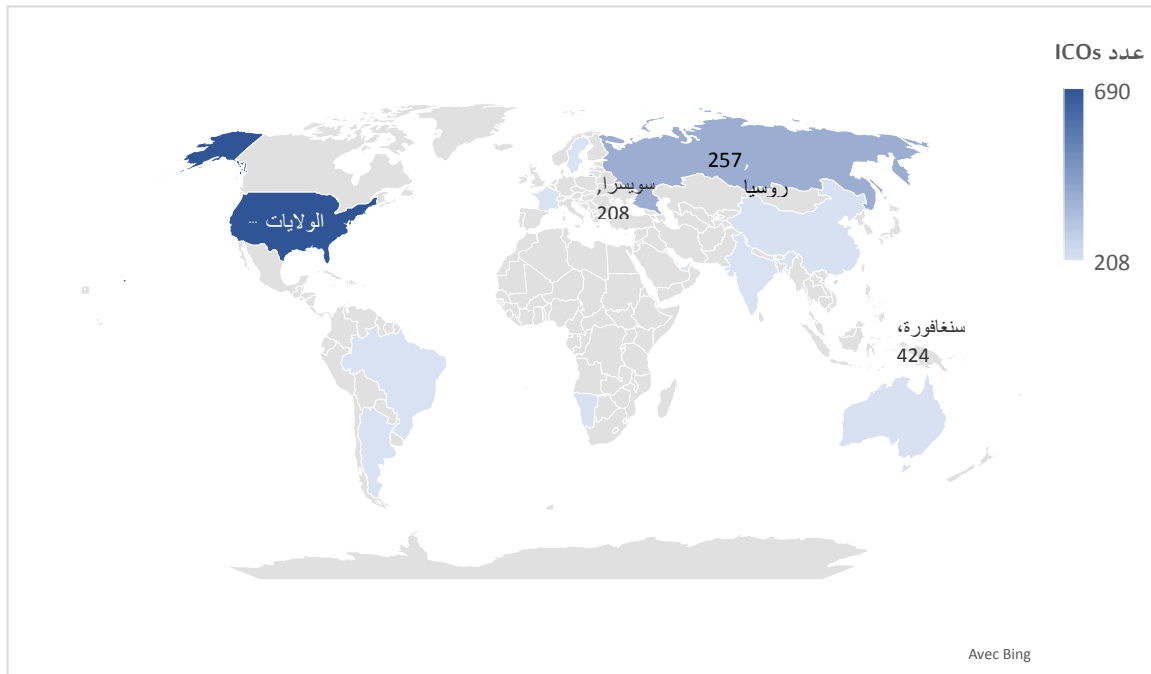 عدد ICOs
690
208
257,
روسيا
سويسرا,
208
الولايات ...
سنغافورة،
424
Avec Bing